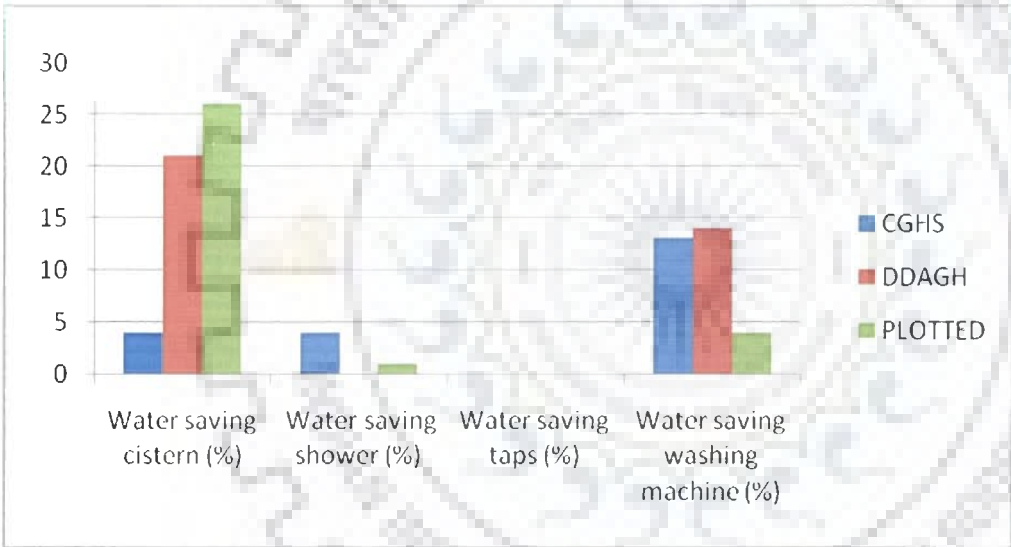 30
25
20
15
10
5
0
Water saving cistern (%)
Water saving shower (%)
Water saving taps (%)
Water saving washing machine (%)
CGHS
DDAGH
PLOTTED